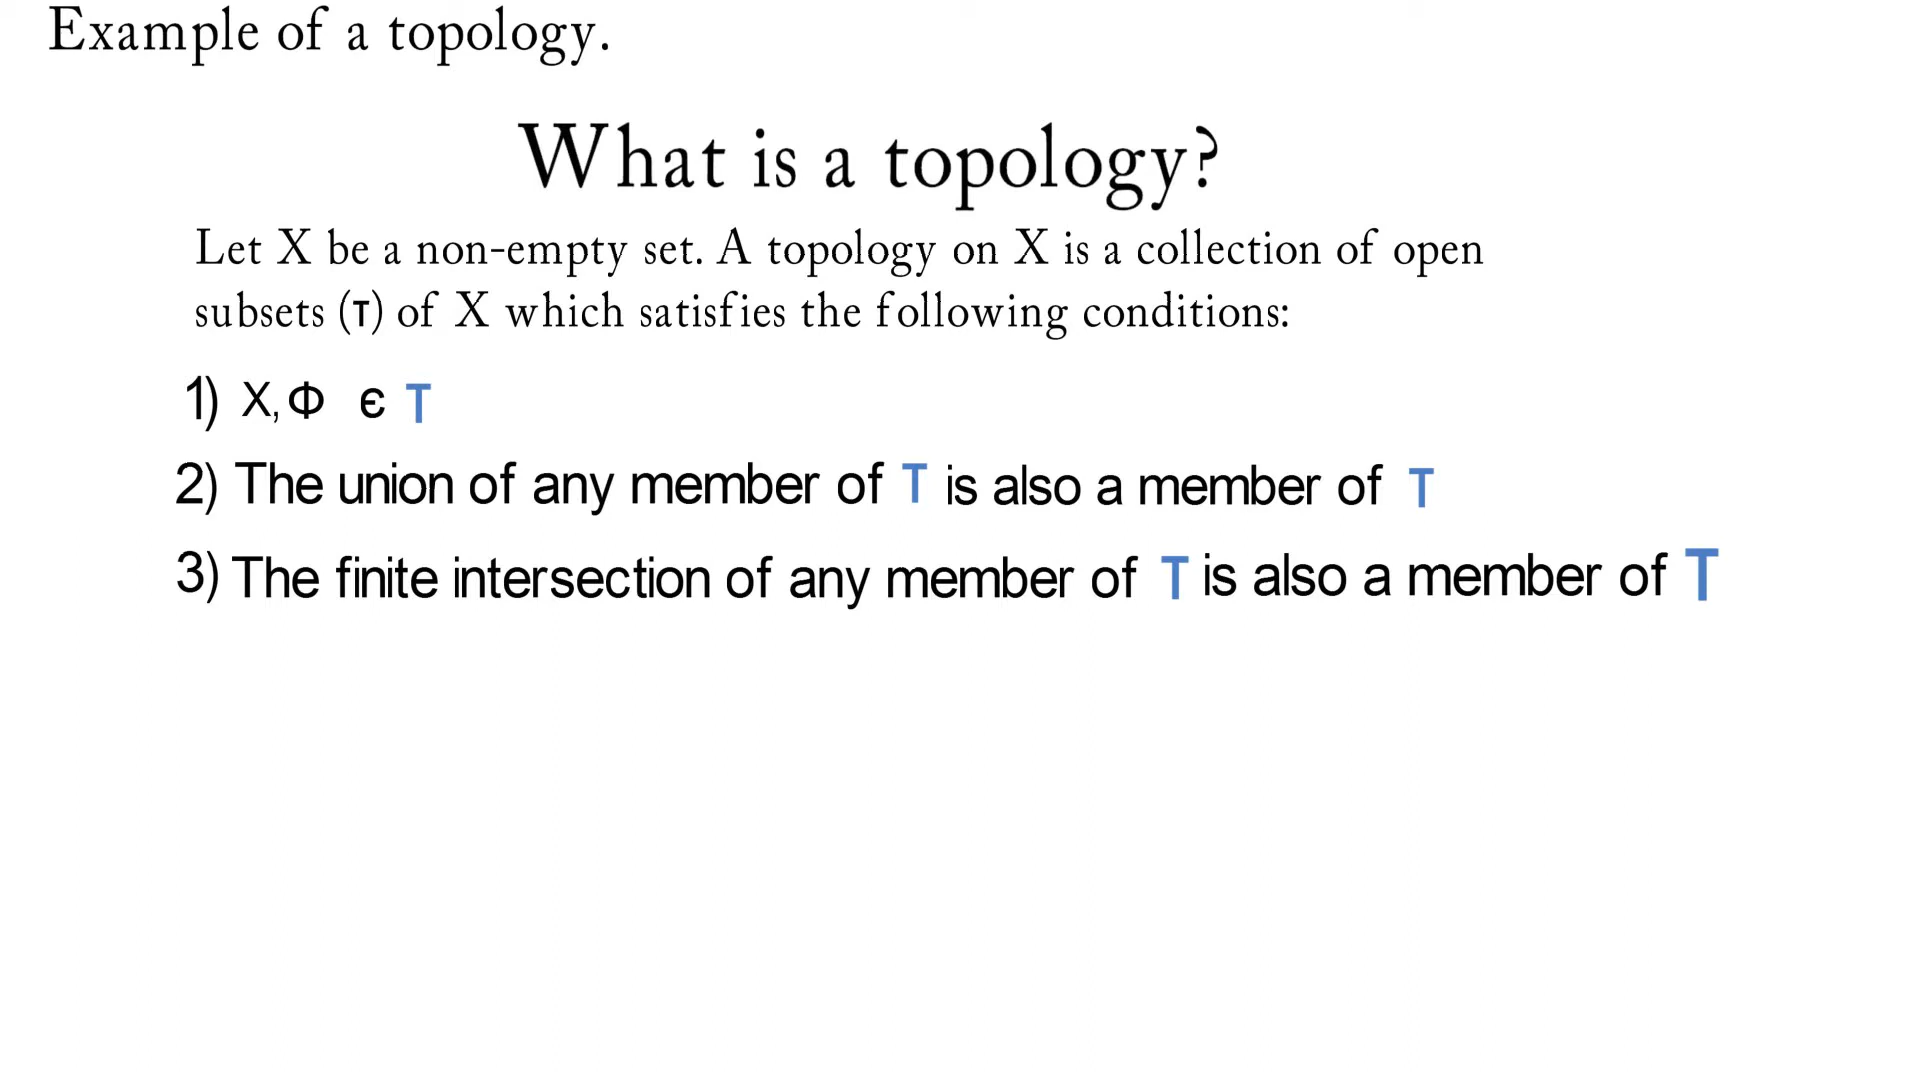 Example of a topology.
What is a topology?
Let X be a non-empty set. A topology on X is a collection of open
subsets (τ) of X which satisfies the following conditions:
1) X, Φ є τ
2) The union of any member of τ is also a member of τ
3) The finite intersection of any member of τ is also a member of τ